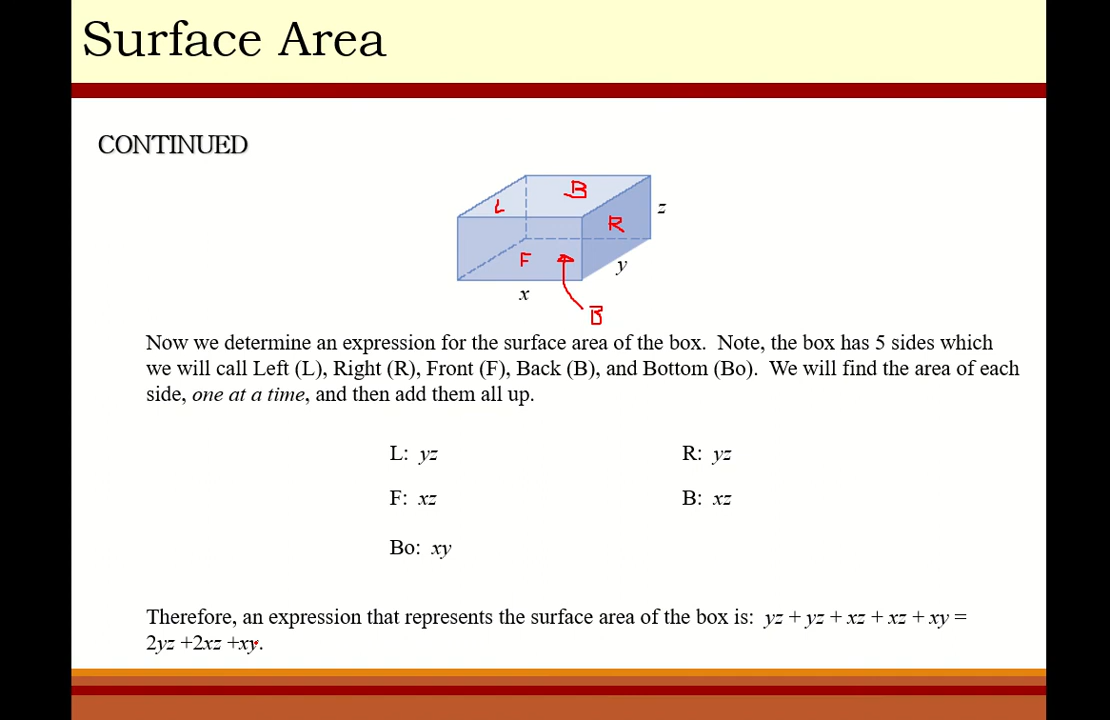 Surface Area
CONTINUED
B
L
R
z
F
y
x
B
Now we determine an expression for the surface area of the box. Note, the box has 5 sides which
we will call Left (L), Right (R), Front (F), Back (B), and Bottom (Bo). We will find the area of each
side, one at a time, and then add them all up.
L: yz R: yz
F: xz B: xz
Bo: xy
Therefore, an expression that represents the surface area of the box is: yz + yz + xz + xz + xy =
2yz +2xz +xy.